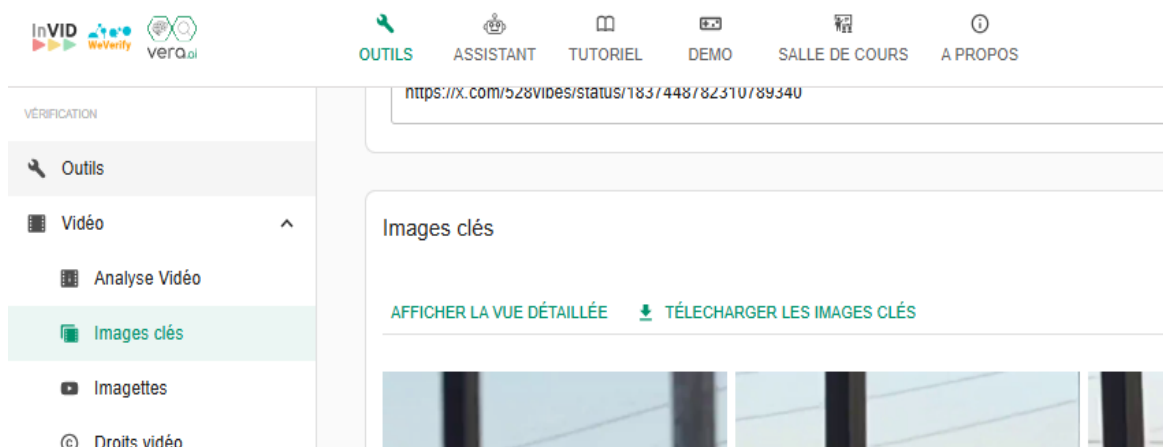 InVID WeVerify vera.ai
OUTILS ASSISTANT TUTORIEL DEMO SALLE DE COURS A PROPOS
https://x.com/528vibes/status/1837448782310789340
VÉRIFICATION
Outils
Vidéo
Analyse Vidéo
Images clés
Imagettes
Droits vidéo
Images clés
AFFICHER LA VUE DÉTAILLÉE TÉLECHARGER LES IMAGES CLÉS